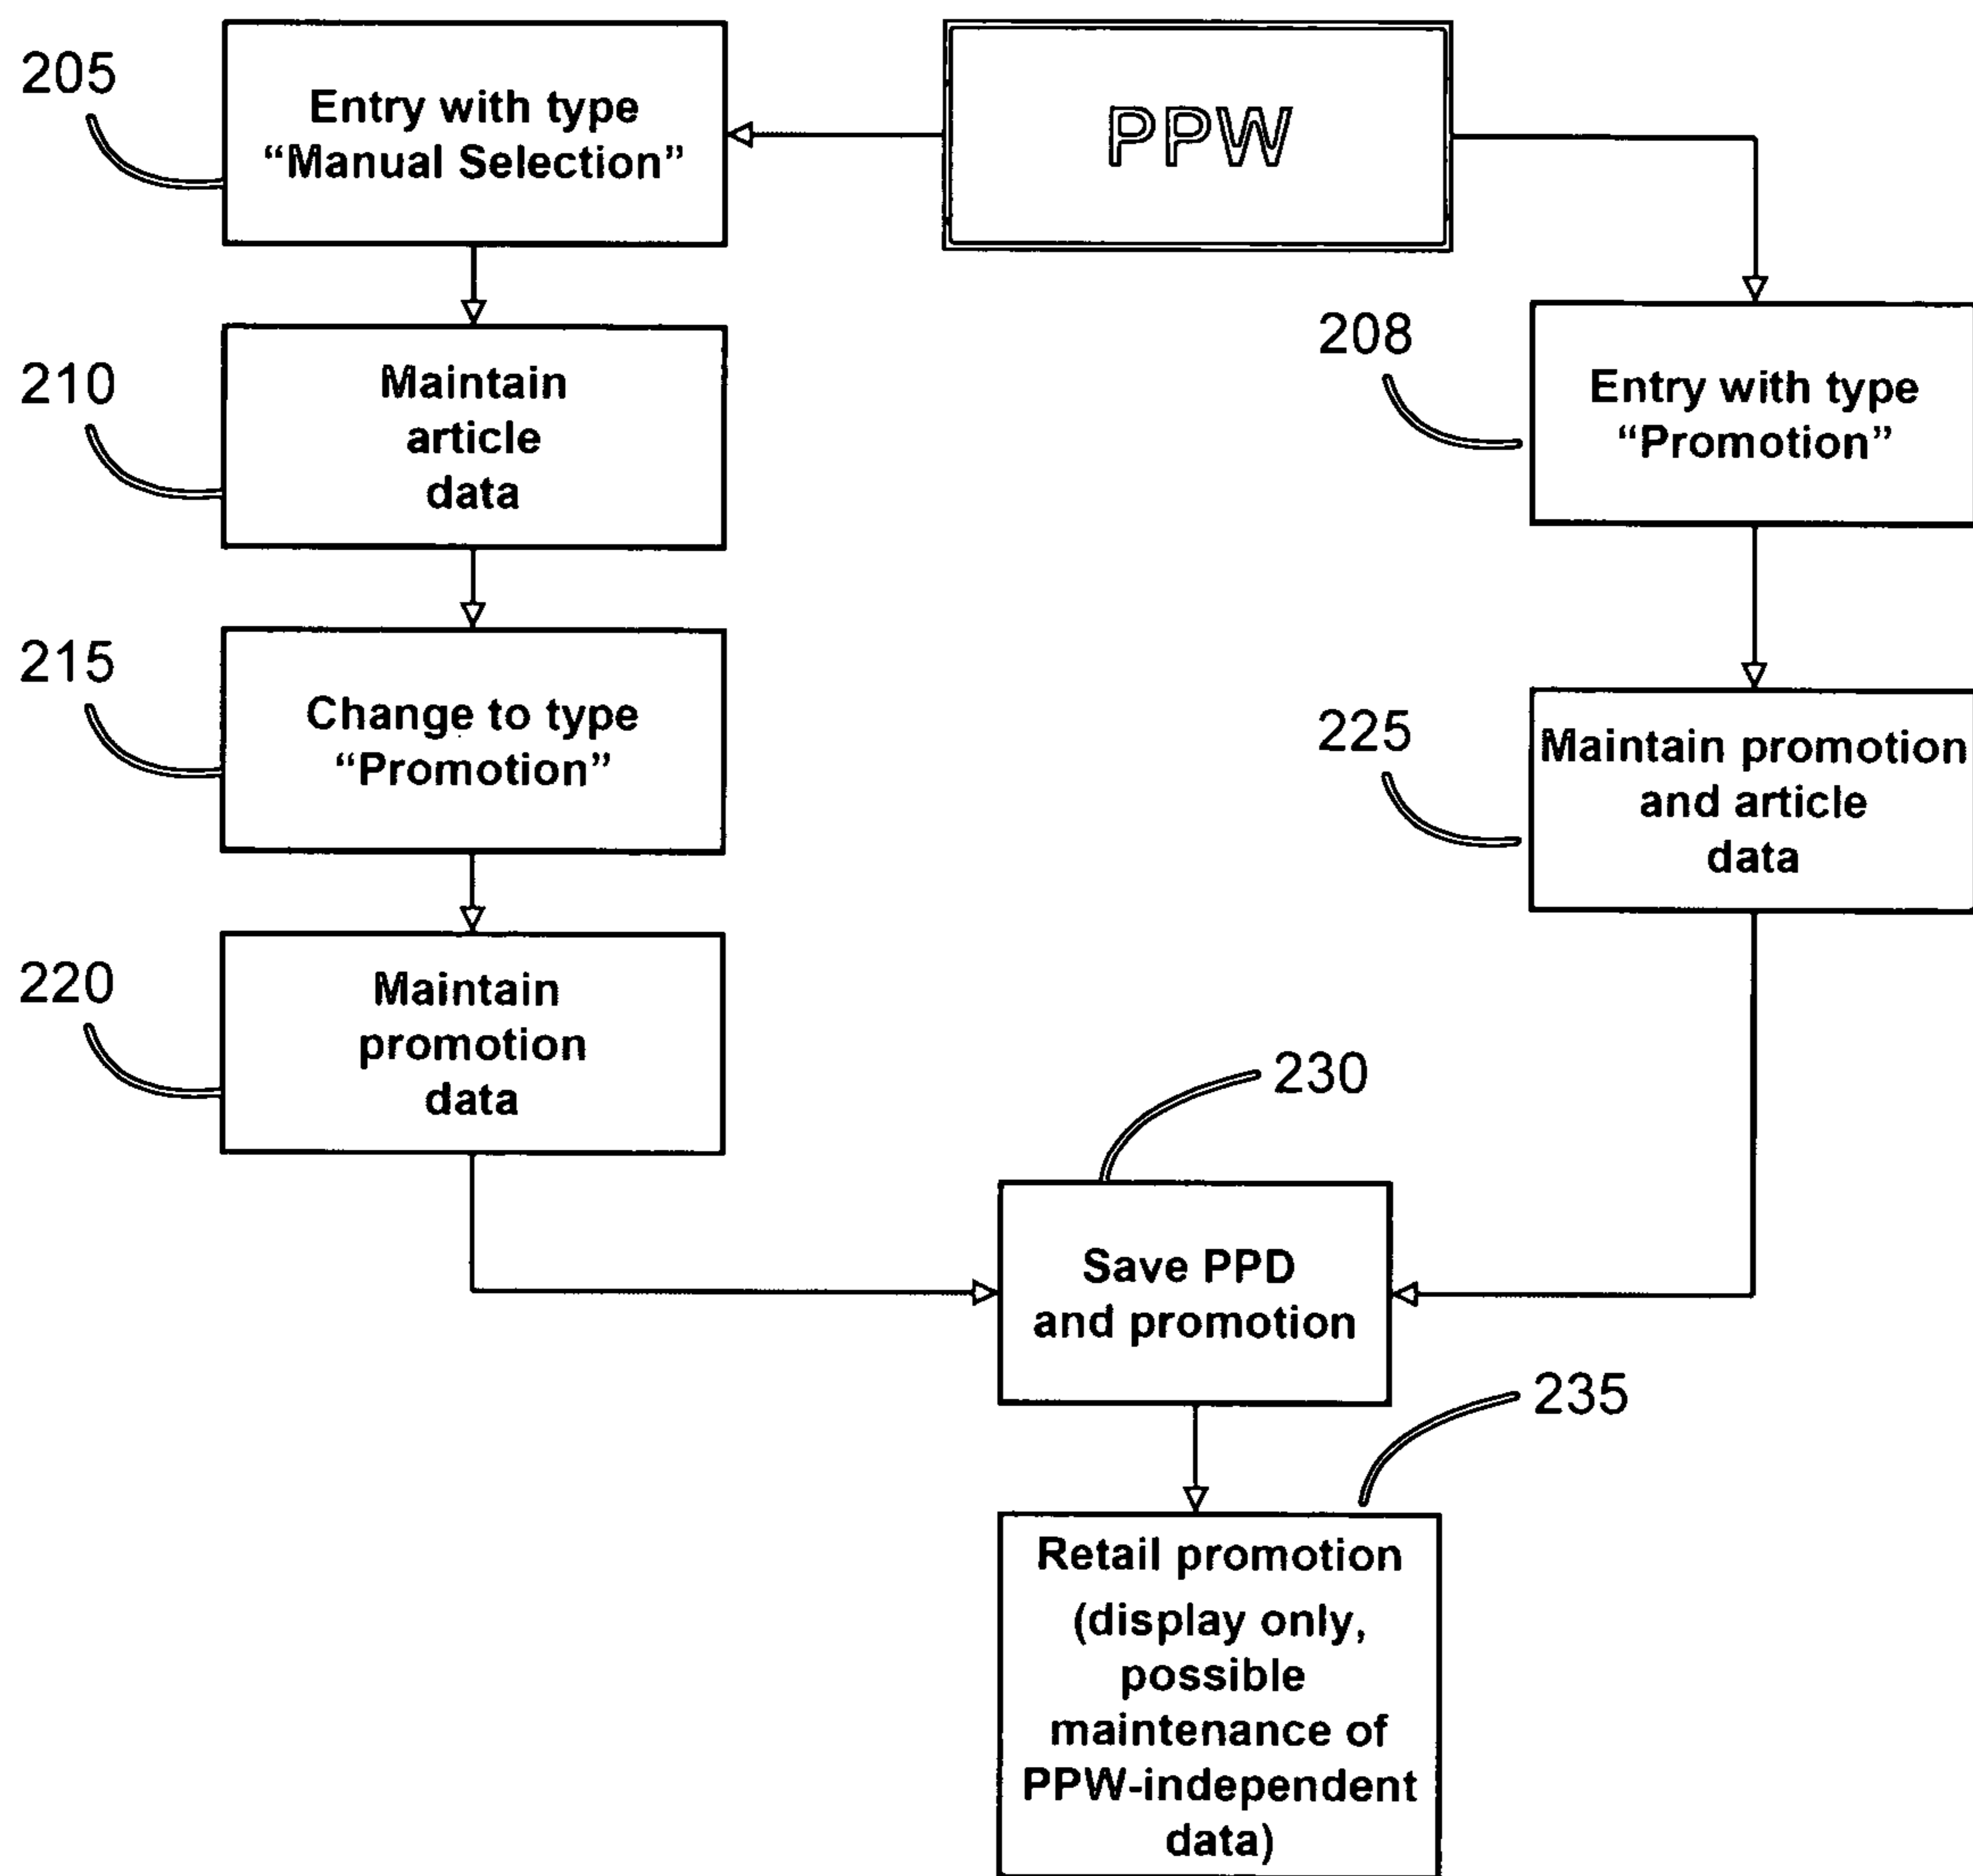 205
Entry with type
“Manual Selection”
PPW
210
Maintain
article
data
208
Entry with type
“Promotion”
215
Change to type
“Promotion”
225
Maintain promotion
and article
data
220
Maintain
promotion
data
230
Save PPD
and promotion
235
Retail promotion
(display only,
possible
maintenance of
PPW-independent
data)